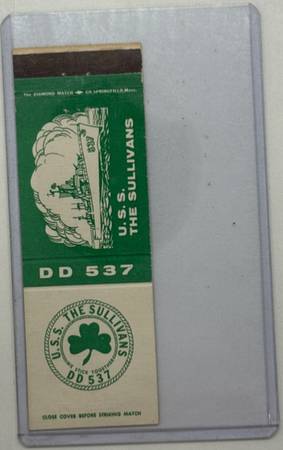 THE DIAMOND MATCH CO. SPRINGFIELD, MASS.
537
U.S.S.
THE SULLIVANS
DD 537
U.S.S. THE SULLIVANS
WE STICK TOGETHER
DD 537
CLOSE COVER BEFORE STRIKING MATCH